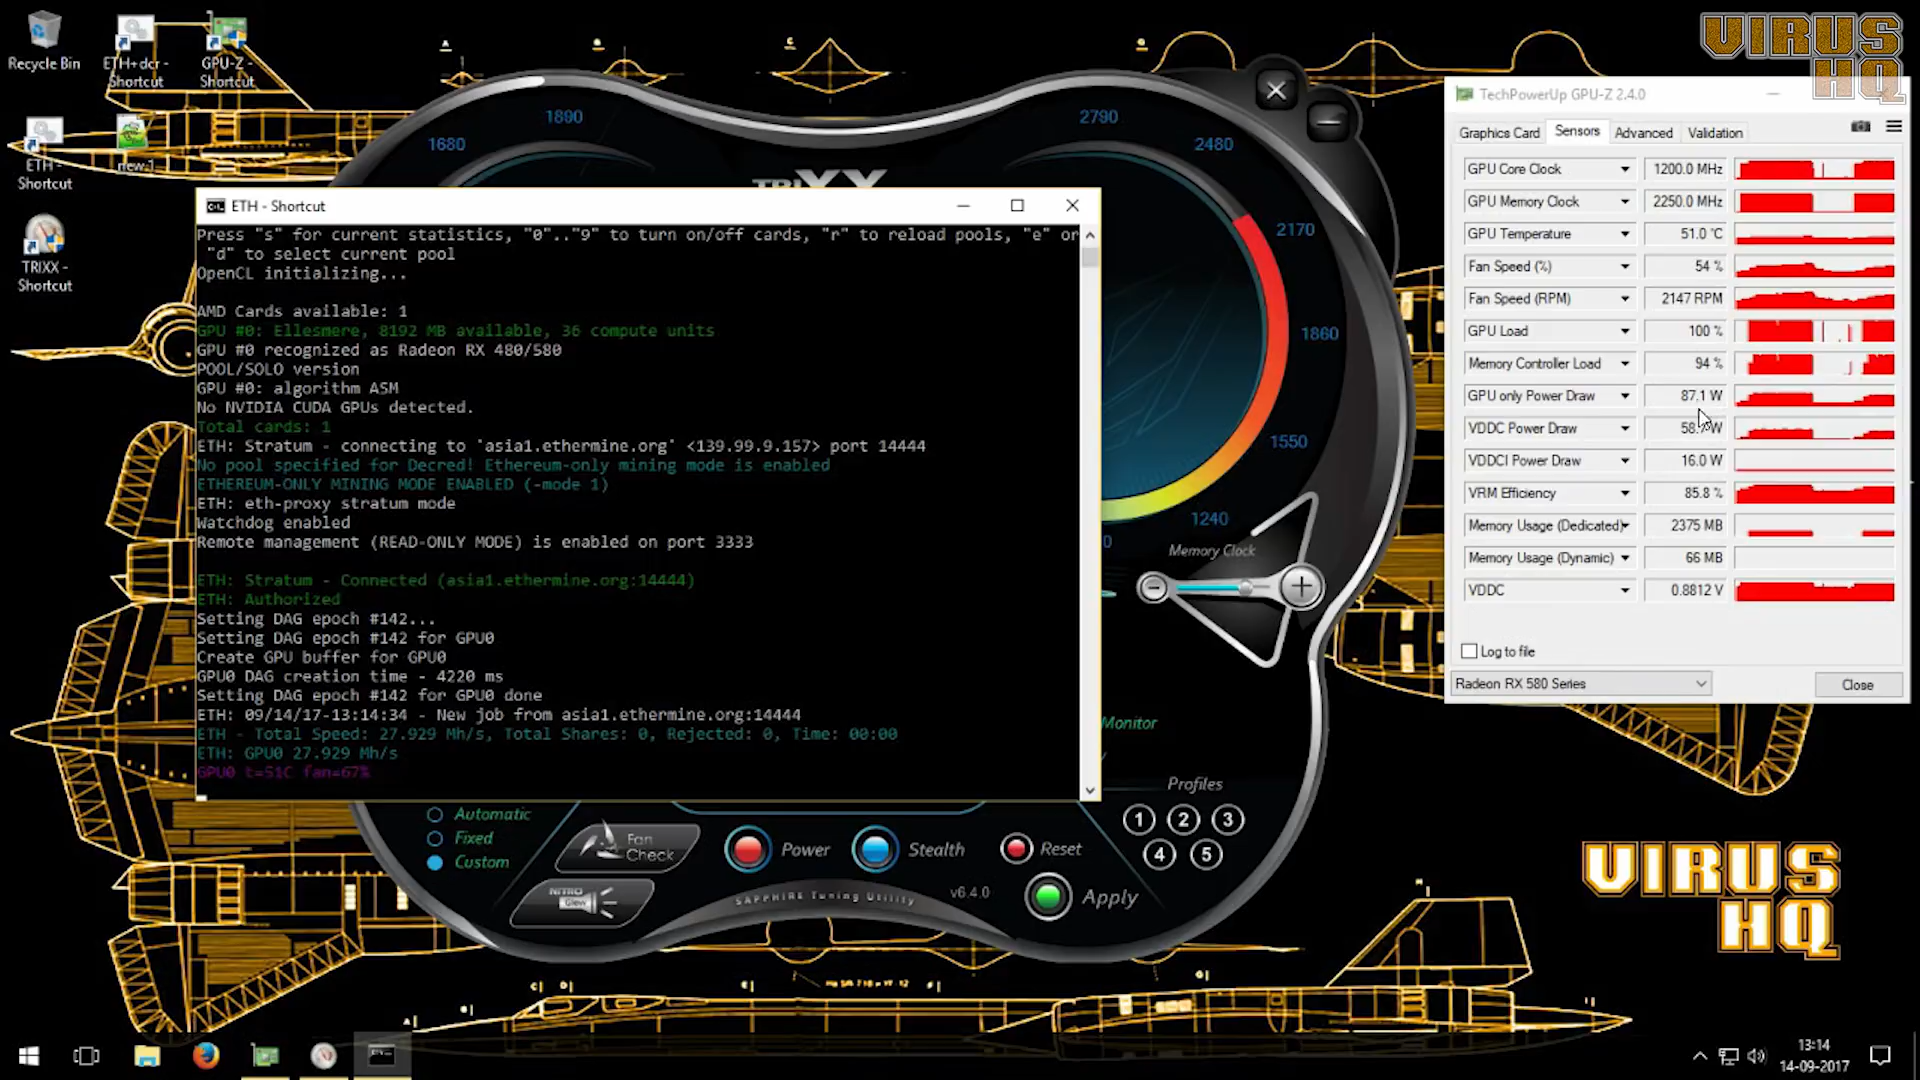 VIRUS
HQ
Recycle Bin
ETH+dcr -
Shortcut
GPU-Z -
Shortcut
ETH -
Shortcut
new 1
TRIXX -
Shortcut
1680
1890
2790
2480
2170
1860
1550
1240
TRIXX
Memory Clock
Monitor
Profiles
1
2
3
4
5
Automatic
Fixed
Custom
Fan
Check
NITRO
Glow
Power
Stealth
Reset
Apply
SAPPHIRE Tuning Utility
v6.4.0
ETH - Shortcut
Press "s" for current statistics, "0".."9" to turn on/off cards, "r" to reload pools, "e" or
"d" to select current pool
OpenCL initializing...
AMD Cards available: 1
GPU #0: Ellesmere, 8192 MB available, 36 compute units
GPU #0 recognized as Radeon RX 480/580
POOL/SOLO version
GPU #0: algorithm ASM
No NVIDIA CUDA GPUs detected.
Total cards: 1
ETH: Stratum - connecting to 'asia1.ethermine.org' <139.99.9.157> port 14444
No pool specified for Decred! Ethereum-only mining mode is enabled
ETHEREUM-ONLY MINING MODE ENABLED (-mode 1)
ETH: eth-proxy stratum mode
Watchdog enabled
Remote management (READ-ONLY MODE) is enabled on port 3333
ETH: Stratum - Connected (asia1.ethermine.org:14444)
ETH: Authorized
Setting DAG epoch #142...
Setting DAG epoch #142 for GPU0
Create GPU buffer for GPU0
GPU0 DAG creation time - 4220 ms
Setting DAG epoch #142 for GPU0 done
ETH: 09/14/17-13:14:34 - New job from asia1.ethermine.org:14444
ETH - Total Speed: 27.929 Mh/s, Total Shares: 0, Rejected: 0, Time: 00:00
ETH: GPU0 27.929 Mh/s
GPU0 t=51C fan=67%
TechPowerUp GPU-Z 2.4.0
Graphics Card Sensors Advanced Validation
GPU Core Clock 1200.0 MHz
GPU Memory Clock 2250.0 MHz
GPU Temperature 51.0 °C
Fan Speed (%) 54 %
Fan Speed (RPM) 2147 RPM
GPU Load 100 %
Memory Controller Load 94 %
GPU only Power Draw 87.1 W
VDDC Power Draw W
VDDCI Power Draw 16.0 W
VRM Efficiency 85.8 %
Memory Usage (Dedicated) 2375 MB
Memory Usage (Dynamic) 66 MB
VDDC 0.8812 V
Log to file
Radeon RX 580 Series
Close
VIRUS
HQ
13:14
14-09-2017